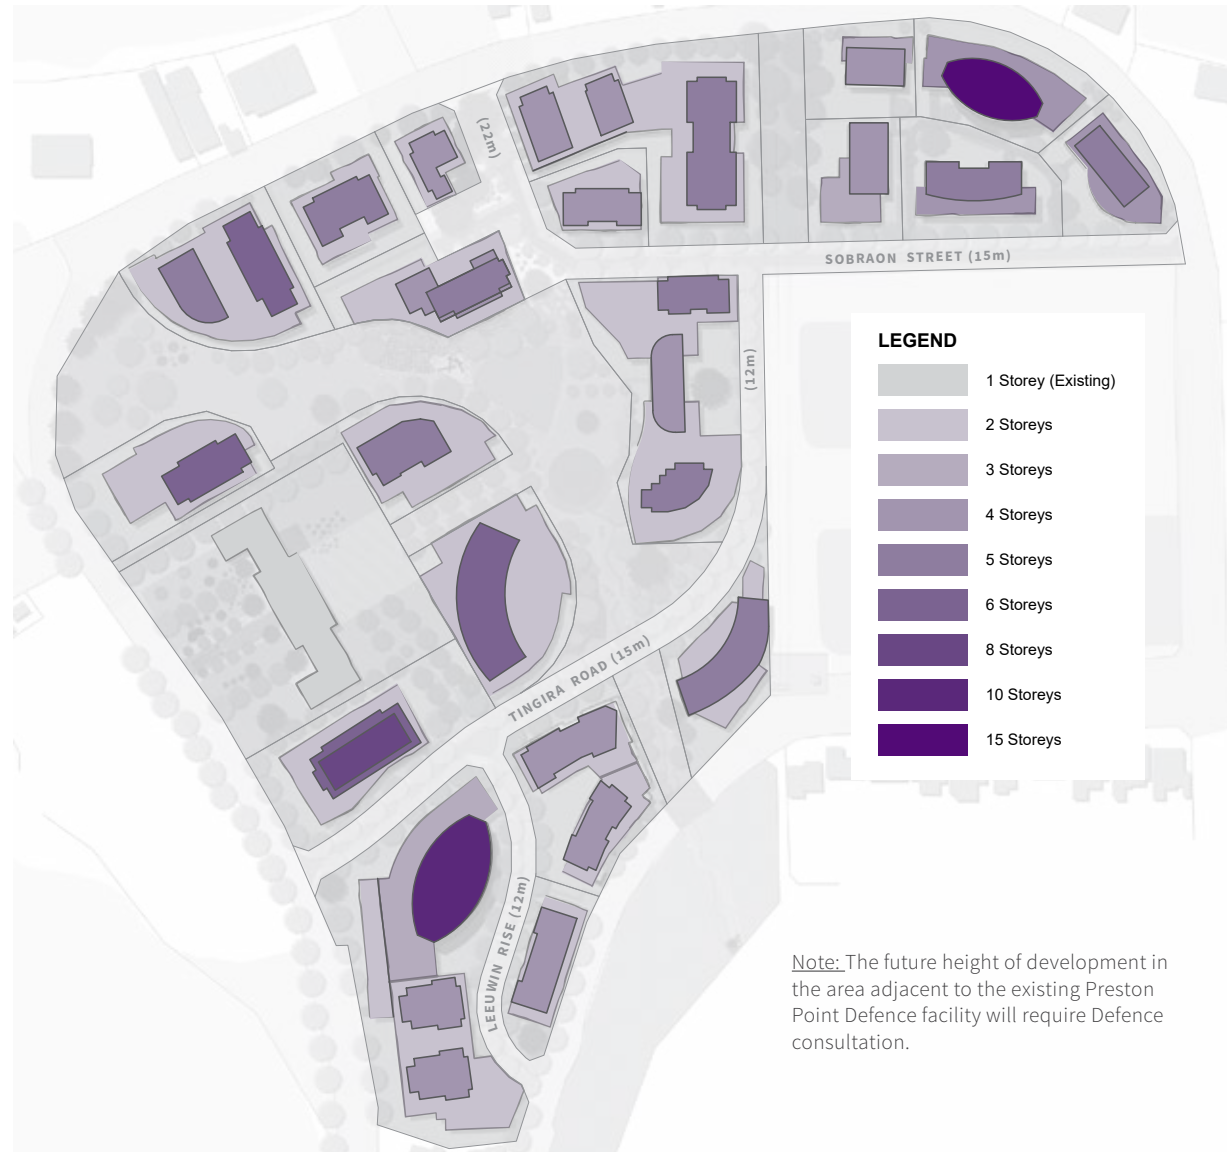 (22m)
SOBRAON STREET (15m)
(12m)
LEGEND
1 Storey (Existing)
2 Storeys
3 Storeys
4 Storeys
5 Storeys
6 Storeys
8 Storeys
10 Storeys
15 Storeys
TINGIRA ROAD (15m)
LEEUWIN RISE (12m)
Note: The future height of development in
the area adjacent to the existing Preston
Point Defence facility will require Defence
consultation.